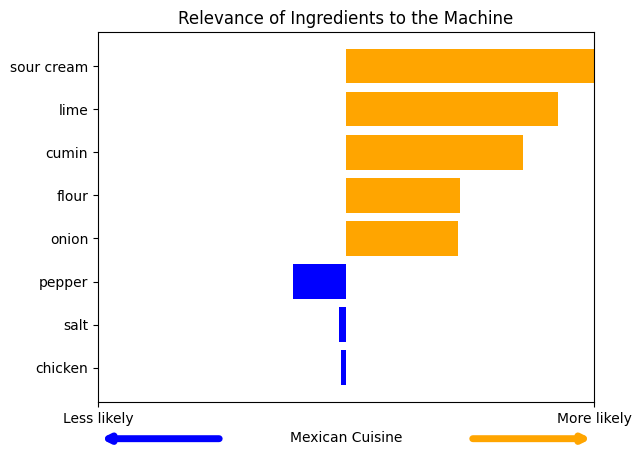 Relevance of Ingredients to the Machine
sour cream
lime
cumin
flour
onion
pepper
salt
chicken
Less likely
More likely
Mexican Cuisine